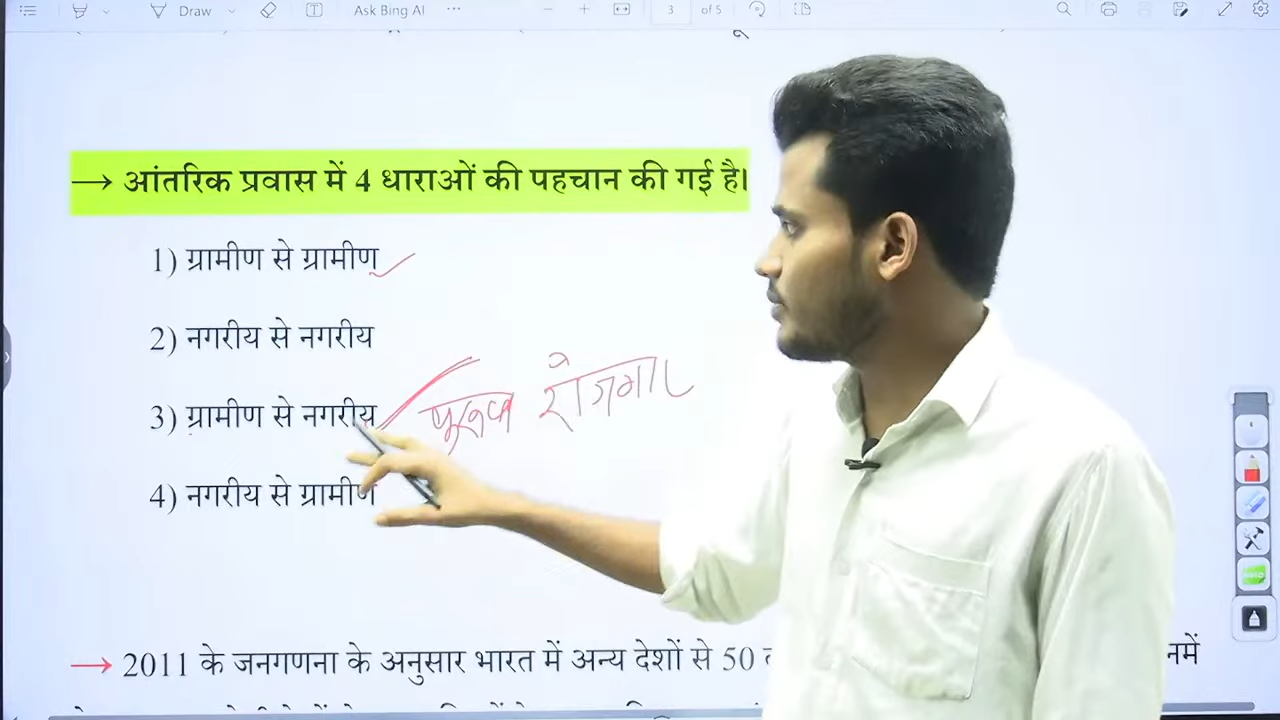 Draw
Ask Bing AI
3 of 5
→ आंतरिक प्रवास में 4 धाराओं की पहचान की गई है।
1) ग्रामीण से ग्रामीण
2) नगरीय से नगरीय
3) ग्रामीण से नगरीय
पुरुष रोजगार
4) नगरीय से ग्रामीण
→ 2011 के जनगणना के अनुसार भारत में अन्य देशों से 50 नमें